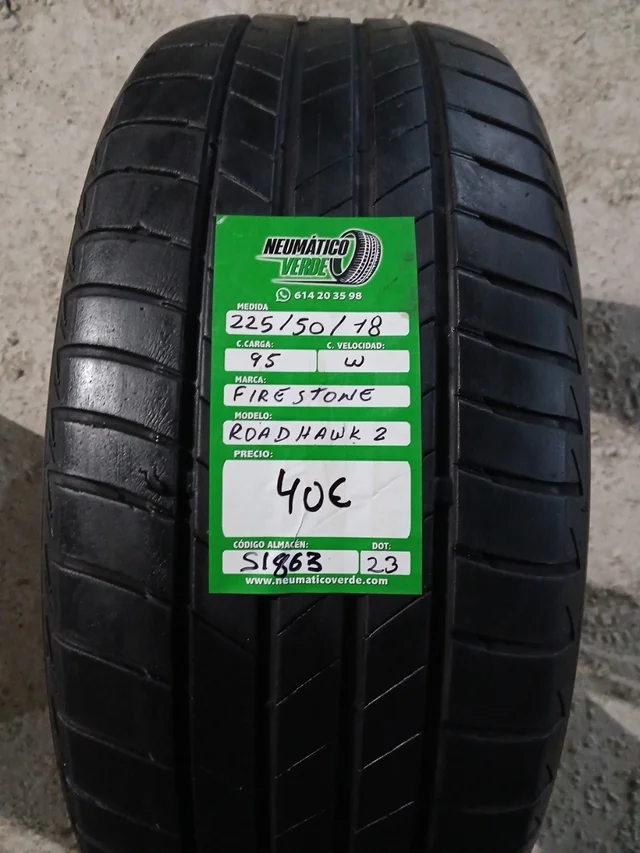 NEUMÁTICO
VERDE
614 20 35 98
MEDIDA
225/50/18
C.CARGA: C. VELOCIDAD:
95 W
MARCA:
FIRESTONE
MODELO:
ROADHAWK 2
PRECIO:
40€
CÓDIGO ALMACÉN: DOT:
S1863 23
www.neumaticoverde.com